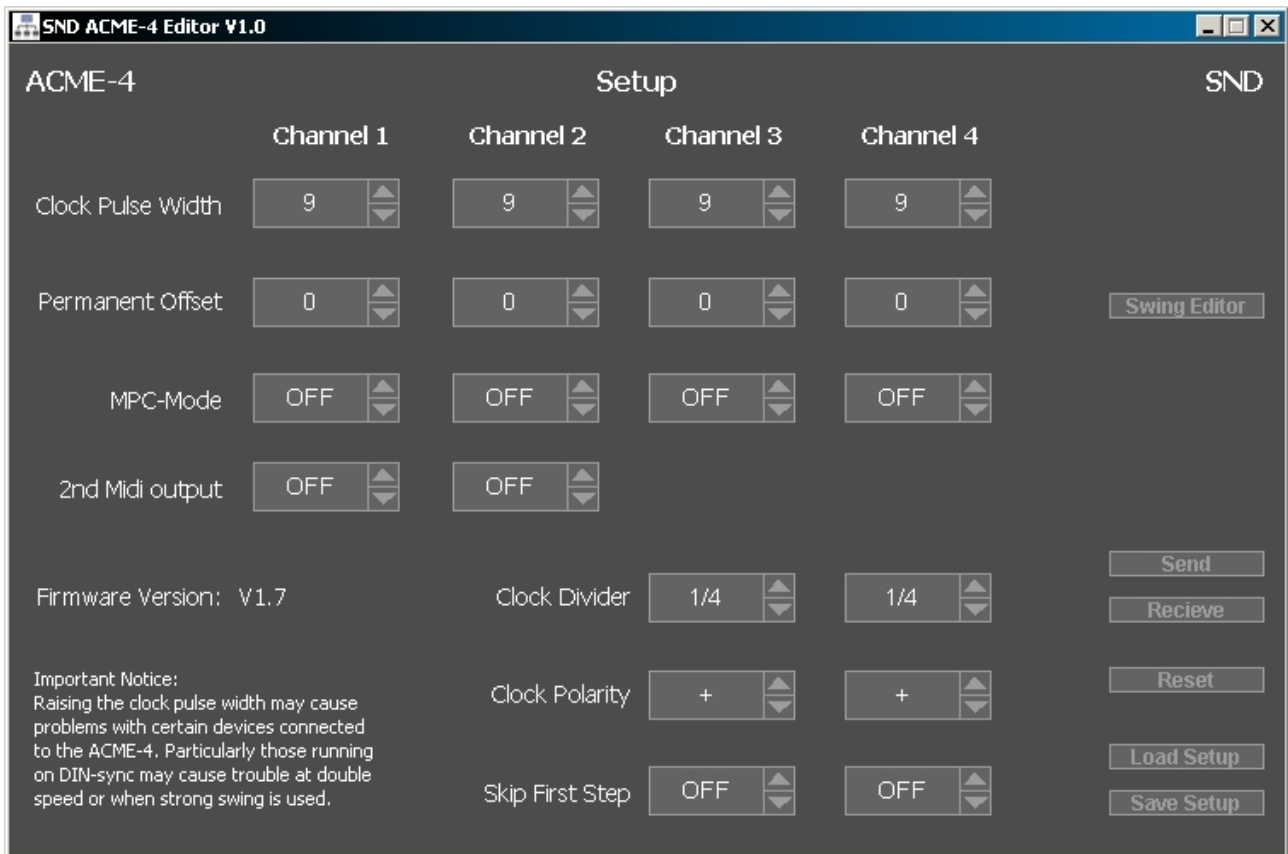 SND ACME-4 Editor V1.0
ACME-4 Setup SND
Channel 1 Channel 2 Channel 3 Channel 4
Clock Pulse Width 9 9 9 9
Permanent Offset 0 0 0 0 Swing Editor
MPC-Mode OFF OFF OFF OFF
2nd Midi output OFF OFF
Send
Firmware Version: V1.7 Clock Divider 1/4 1/4
Recieve
Important Notice:
Raising the clock pulse width may cause
problems with certain devices connected
to the ACME-4. Particularly those running
on DIN-sync may cause trouble at double
speed or when strong swing is used.
Clock Polarity + + Reset
Load Setup
Skip First Step OFF OFF
Save Setup